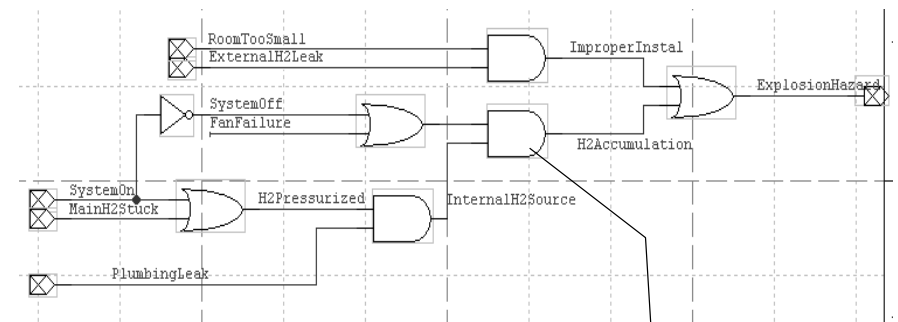 RoomTooSmall
ImproperInstal
ExternalH2Leak
ExplosionHazard
SystemOff
FanFailure
H2Accumulation
SystemOn
H2Pressurized
InternalH2Source
MainH2Stuck
PlumbingLeak